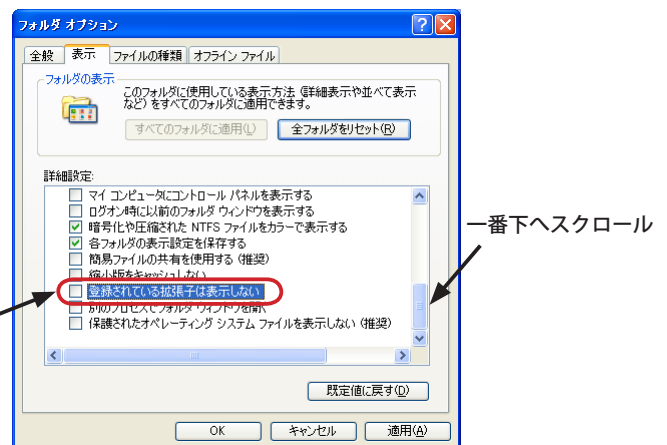 フォルダ オプション
全般 表示 ファイルの種類 オフライン ファイル
フォルダの表示
このフォルダに使用している表示方法 (詳細表示や並べて表示
など) をすべてのフォルダに適用できます。
すべてのフォルダに適用(L) 全フォルダをリセット(R)
詳細設定:
マイ コンピュータにコントロール パネルを表示する
ログオン時に以前のフォルダ ウィンドウを表示する
暗号化や圧縮された NTFS ファイルをカラーで表示する
各フォルダの表示設定を保存する
簡易ファイルの共有を使用する (推奨)
縮小版をキャッシュしない
登録されている拡張子は表示しない
別のプロセスでフォルダ ウィンドウを開く
保護されたオペレーティング システム ファイルを表示しない (推奨)
一番下へスクロール
既定値に戻す(D)
OK キャンセル 適用(A)